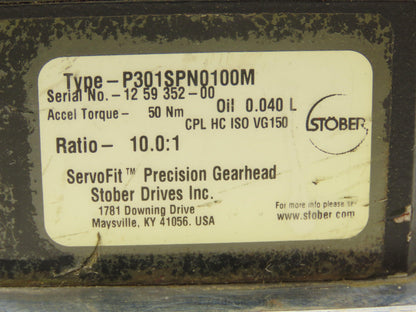 Type - P301SPN0100M
Serial No. - 12 59 352 - 00
Accel Torque - 50 Nm Oil 0.040 L
CPL HC ISO VG150
STÖBER
Ratio - 10.0:1
ServoFit™ Precision Gearhead
Stober Drives Inc.
1781 Downing Drive
Maysville, KY 41056. USA
For more info please
www.stober.com